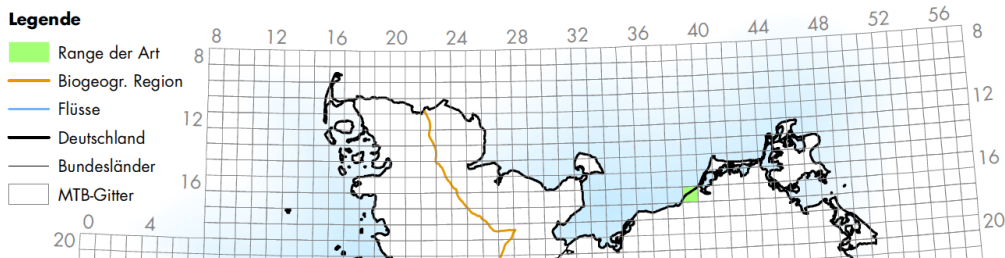 Legende
Range der Art
Biogeogr. Region
Flüsse
Deutschland
Bundesländer
MTB-Gitter
8 12 16 20 24 28 32 36 40 44 48 52 56
8 8
12 12
16 16
0 4
20 20